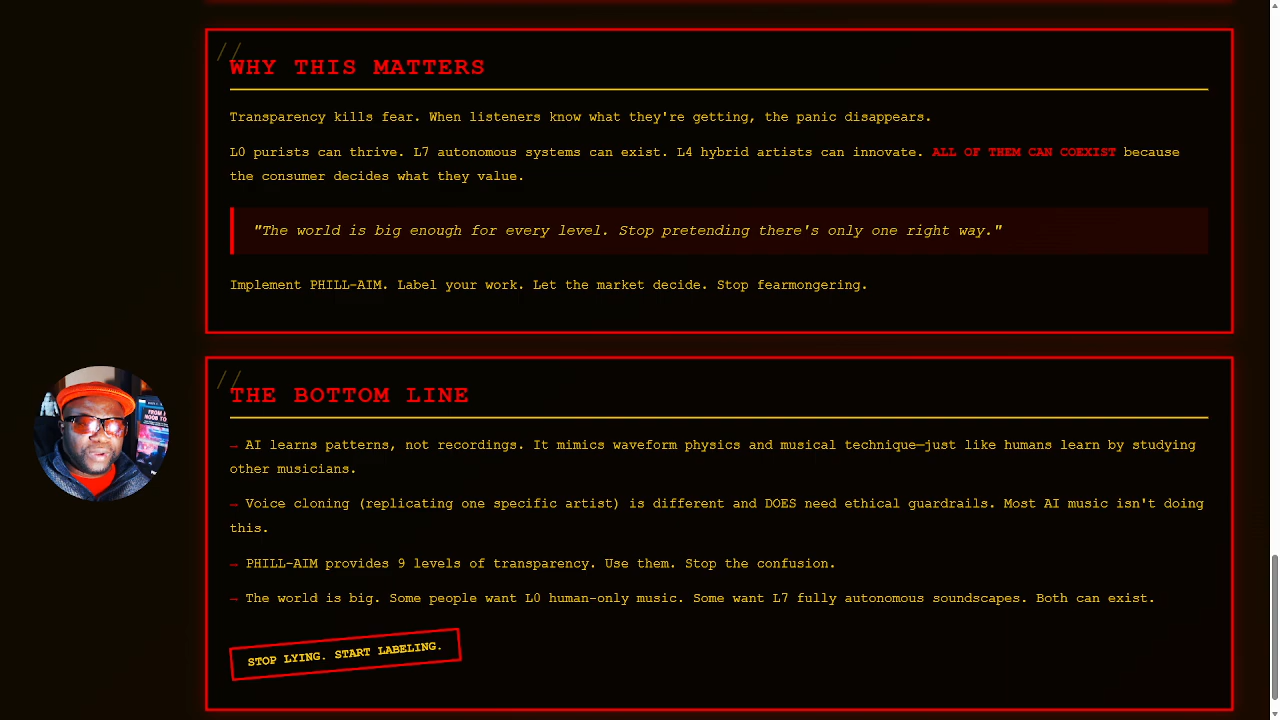 //
WHY THIS MATTERS
Transparency kills fear. When listeners know what they're getting, the panic disappears.
L0 purists can thrive. L7 autonomous systems can exist. L4 hybrid artists can innovate. ALL OF THEM CAN COEXIST because
the consumer decides what they value.
"The world is big enough for every level. Stop pretending there's only one right way."
Implement PHILL-AIM. Label your work. Let the market decide. Stop fearmongering.
//
THE BOTTOM LINE
→ AI learns patterns, not recordings. It mimics waveform physics and musical technique—just like humans learn by studying
other musicians.
→ Voice cloning (replicating one specific artist) is different and DOES need ethical guardrails. Most AI music isn't doing
this.
→ PHILL-AIM provides 9 levels of transparency. Use them. Stop the confusion.
→ The world is big. Some people want L0 human-only music. Some want L7 fully autonomous soundscapes. Both can exist.
STOP LYING. START LABELING.